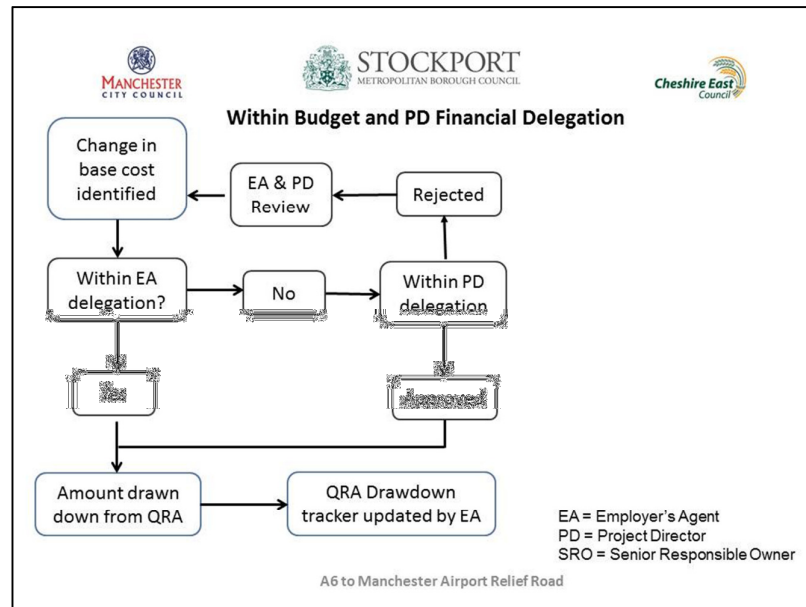 MANCHESTER
CITY COUNCIL
STOCKPORT
METROPOLITAN BOROUGH COUNCIL
Cheshire East
Council
Within Budget and PD Financial Delegation
Change in
base cost
identified
EA & PD
Review
Rejected
Within EA
delegation?
No
Within PD
delegation
Yes
Approved
Amount drawn
down from QRA
QRA Drawdown
tracker updated by EA
EA = Employer's Agent
PD = Project Director
SRO = Senior Responsible Owner
A6 to Manchester Airport Relief Road